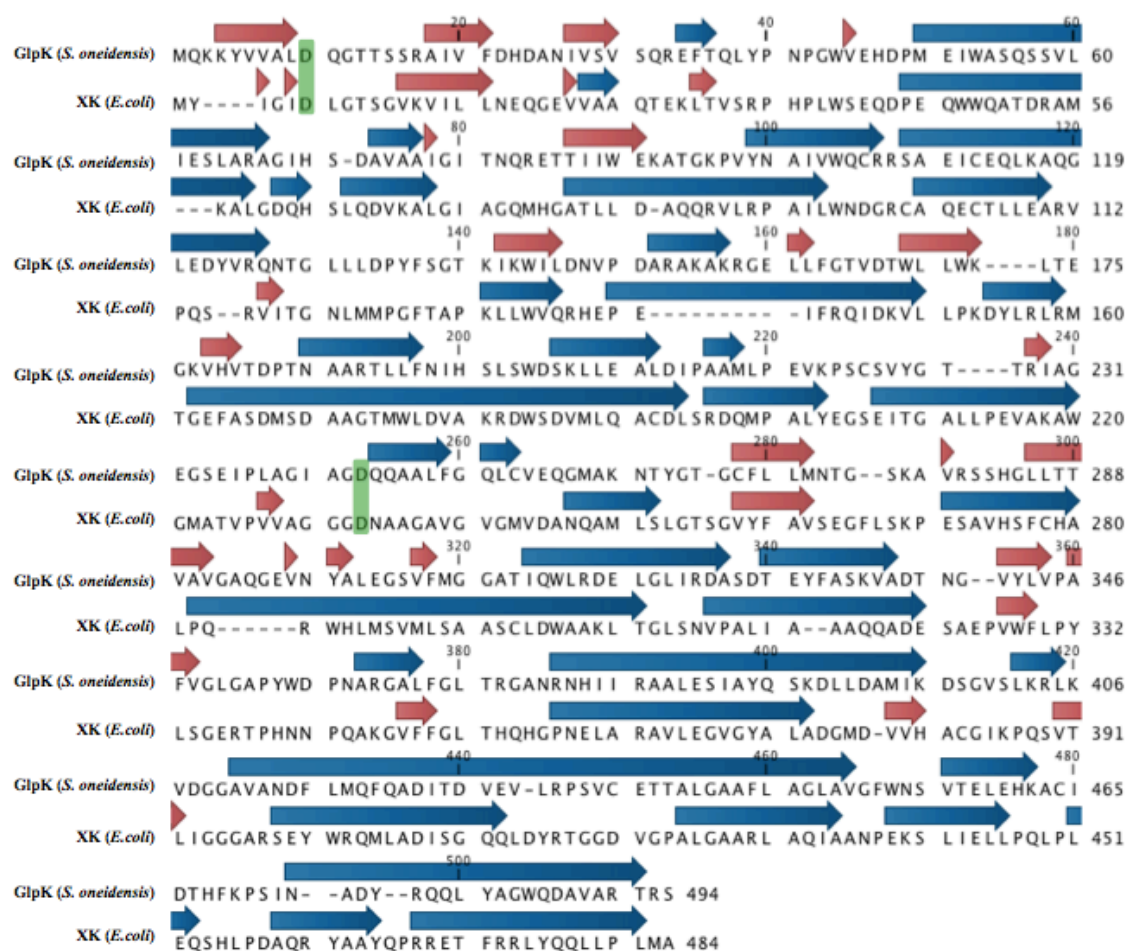 20 40 60
GlpK (S. oneidensis) MQKKYVVALD QGTTSSRAIV FDHDANIVSV SQREFTQLYP NPGWVEHDPM EIWASQSSVL 60
XK (E.coli) MY----IGID LGTSGVKVIL LNEQGEVVAA QTEKLTVSRP HPLWSEQDPE QWWQATDRAM 56
80 100 120
GlpK (S. oneidensis) IESLARAGIH S-DAVAAIGI TNQRETTIIW EKATGKPVYN AIVWQCRRSA EICEQLKAQG 119
XK (E.coli) ---KALGDQH SLQDVKALGI AGQMHGATLL D-AQQRVLRP AILWNDGRCA QECTLLEARV 112
140 160 180
GlpK (S. oneidensis) LEDYVRQNTG LLLDPYFSGT KIKWILDNVP DARAKAKRGE LLFGTVDTWL LWK----LTE 175
XK (E.coli) PQS--RVITG NLMMPGFTAP KLLWVQRHEP E--------- -IFRQIDKVL LPKDYLRLRM 160
200 220 240
GlpK (S. oneidensis) GKVHVTDPTN AARTLLFNIH SLSWDSKLLE ALDIPAAMLP EVKPSCSVYG T----TRIAG 231
XK (E.coli) TGEFASDMSD AAGTMWLDVA KRDWSDVMLQ ACDLSRDQMP ALYEGSEITG ALLPEVAKAW 220
260 280 300
GlpK (S. oneidensis) EGSEIPLAGI AGDQQAALFG QLCVEQGMAK NTYGT-GCFL LMNTG--SKA VRSSHGLLTT 288
XK (E.coli) GMATVPVVAG GGDNAAGAVG VGMVDANQAM LSLGTSGVYF AVSEGFLSKP ESAVHSFCHA 280
320 340 360
GlpK (S. oneidensis) VAVGAQGEVN YALEGSVFMG GATIQWLRDE LGLIRDASDT EYFASKVADT NG--VYLVPA 346
XK (E.coli) LPQ------R WHLMSVMLSA ASCLDWAAKL TGLSNVPALI A--AAQQADE SAEPVWFLPY 332
380 400 420
GlpK (S. oneidensis) FVGLGAPYWD PNARGALFGL TRGANRNHII RAALESIAYQ SKDLLDAMIK DSGVSLKRLK 406
XK (E.coli) LSGERTPHNN PQAKGVFFGL THQHGPNELA RAVLEGVGYA LADGMD-VVH ACGIKPQSVT 391
440 460 480
GlpK (S. oneidensis) VDGGAVANDF LMQFQADITD VEV-LRPSVC ETTALGAAFL AGLAVGFWNS VTELEHKACI 465
XK (E.coli) LIGGGARSEY WRQMLADISG QQLDYRTGGD VGPALGAARL AQIAANPEKS LIELLPQLPL 451
500
GlpK (S. oneidensis) DTHFKPSIN- -ADY--RQQL YAGWQDAVAR TRS 494
XK (E.coli) EQSHLPDAQR YAAYQPRRET FRRLYQQLLP LMA 484